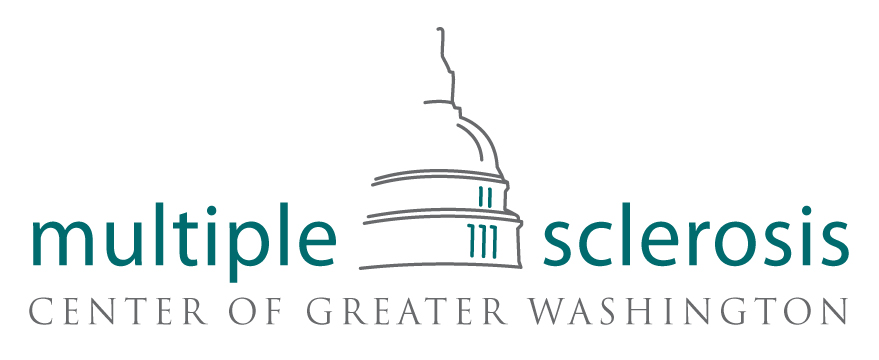 multiple sclerosis
CENTER OF GREATER WASHINGTON